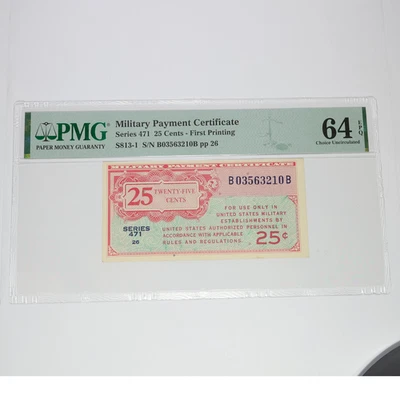 PMG
PAPER MONEY GUARANTY
Military Payment Certificate
Series 471 25 Cents - First Printing
S813-1 S/N B03563210B pp 26
64 EPQ
Choice Uncirculated
MILITARY PAYMENT CERTIFICATE
25 TWENTY-FIVE CENTS
B03563210B
SERIES
471
26
FOR USE ONLY IN
UNITED STATES MILITARY
ESTABLISHMENTS BY
UNITED STATES AUTHORIZED PERSONNEL IN
ACCORDANCE WITH APPLICABLE
RULES AND REGULATIONS.
25¢